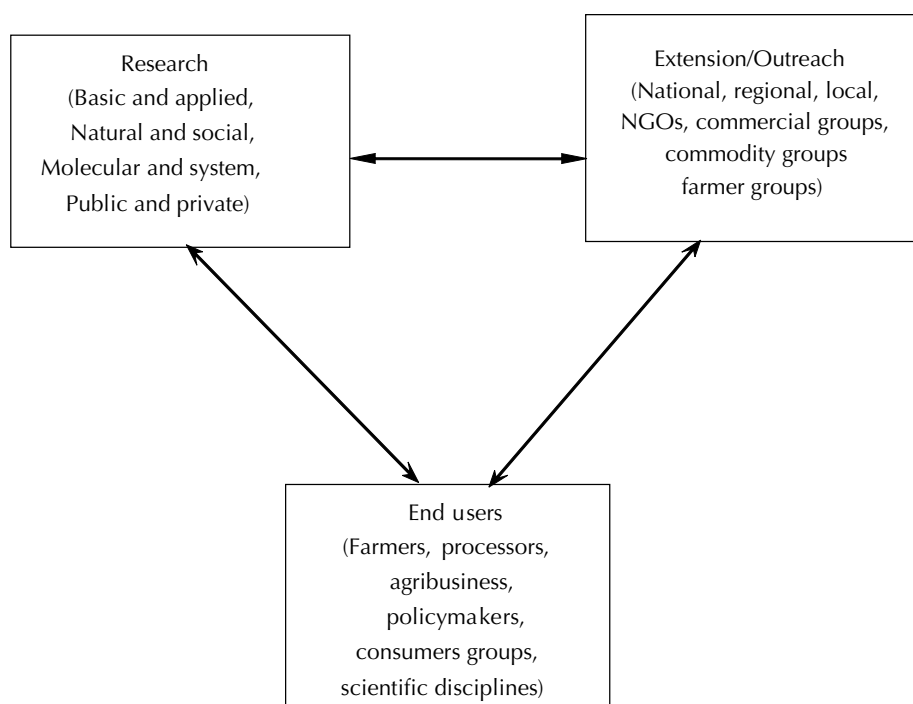 Research
(Basic and applied,
Natural and social,
Molecular and system,
Public and private)
Extension/Outreach
(National, regional, local,
NGOs, commercial groups,
commodity groups
farmer groups)
End users
(Farmers, processors,
agribusiness,
policymakers,
consumers groups,
scientific disciplines)